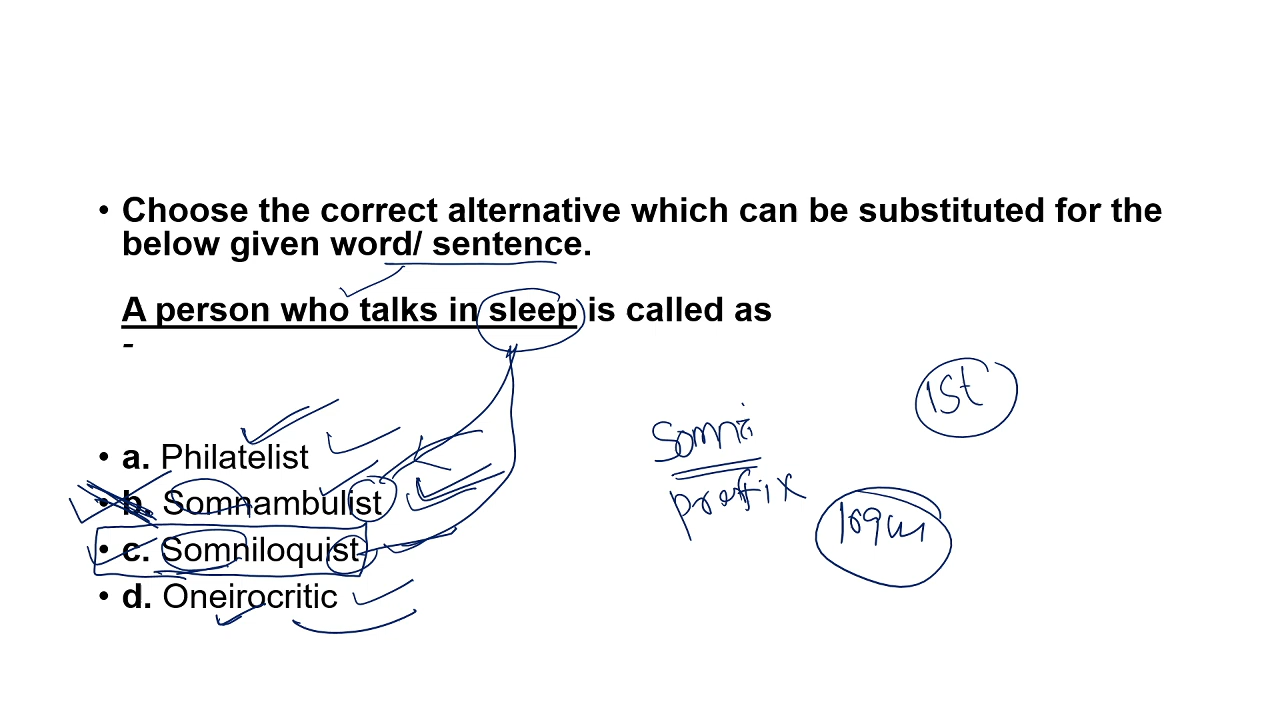 • Choose the correct alternative which can be substituted for the
below given word/ sentence.
A person who talks in sleep is called as
-
• a. Philatelist
• b. Somnambulist
• c. Somniloquist
• d. Oneirocritic
Somni
prefix
ist
loqui